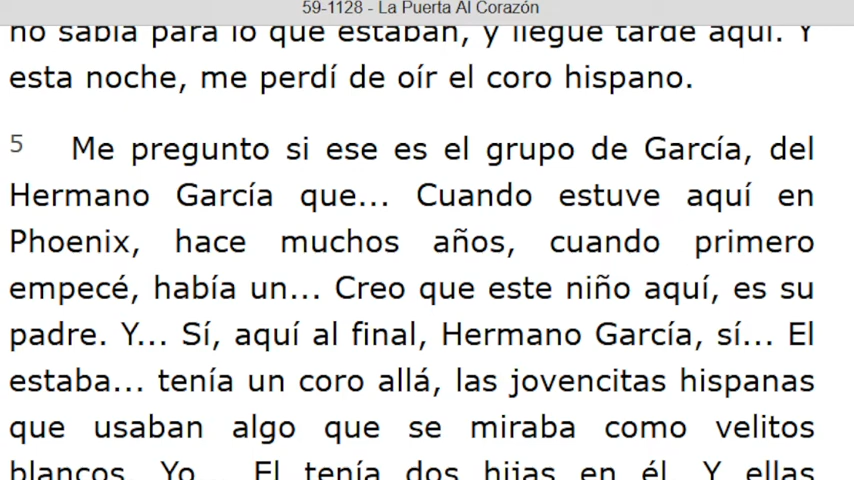 59-1128 - La Puerta Al Corazón
no sabía para lo que estaban, y llegué tarde aquí. Y
esta noche, me perdí de oír el coro hispano.
5 Me pregunto si ese es el grupo de García, del
Hermano García que... Cuando estuve aquí en
Phoenix, hace muchos años, cuando primero
empecé, había un... Creo que este niño aquí, es su
padre. Y... Sí, aquí al final, Hermano García, sí... El
estaba... tenía un coro allá, las jovencitas hispanas
que usaban algo que se miraba como velitos
blancos. Yo... El tenía dos hijas en él. Y ellas